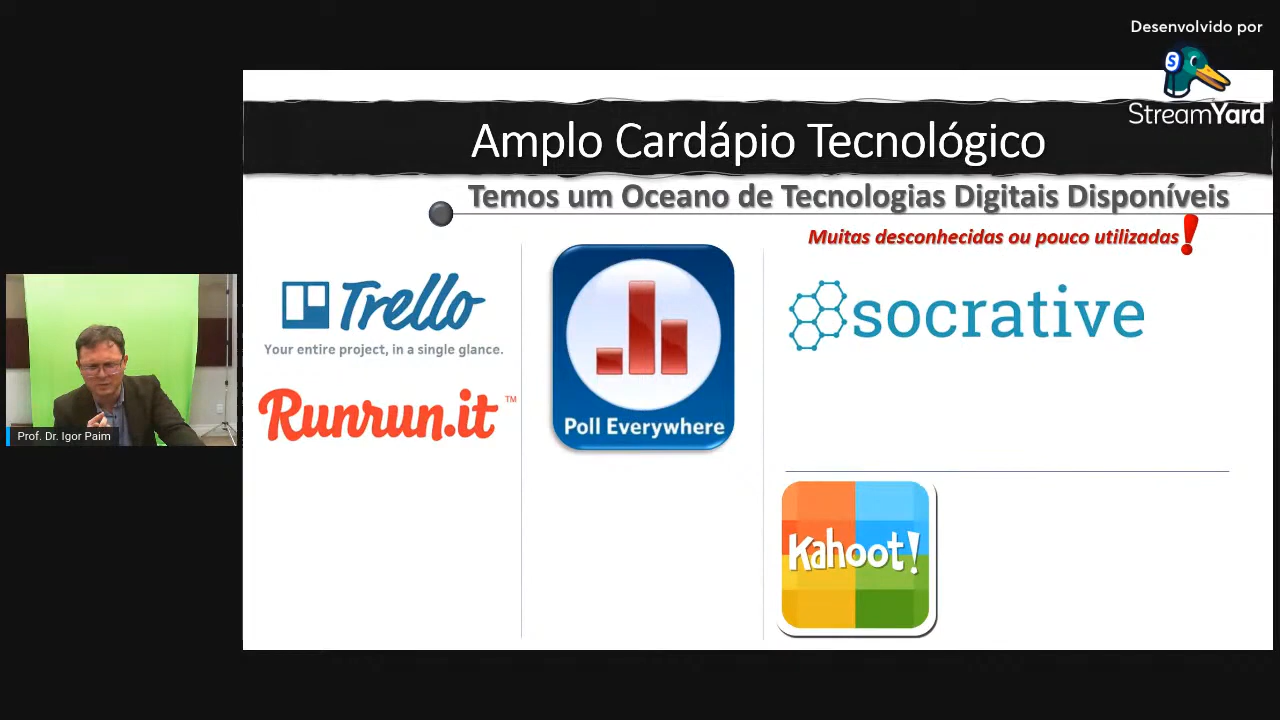 Desenvolvido por
StreamYard
Amplo Cardápio Tecnológico
Temos um Oceano de Tecnologias Digitais Disponíveis
Muitas desconhecidas ou pouco utilizadas!
Trello
Your entire project, in a single glance.
Runrun.it™
Poll Everywhere
socrative
Kahoot!
Prof. Dr. Igor Paim